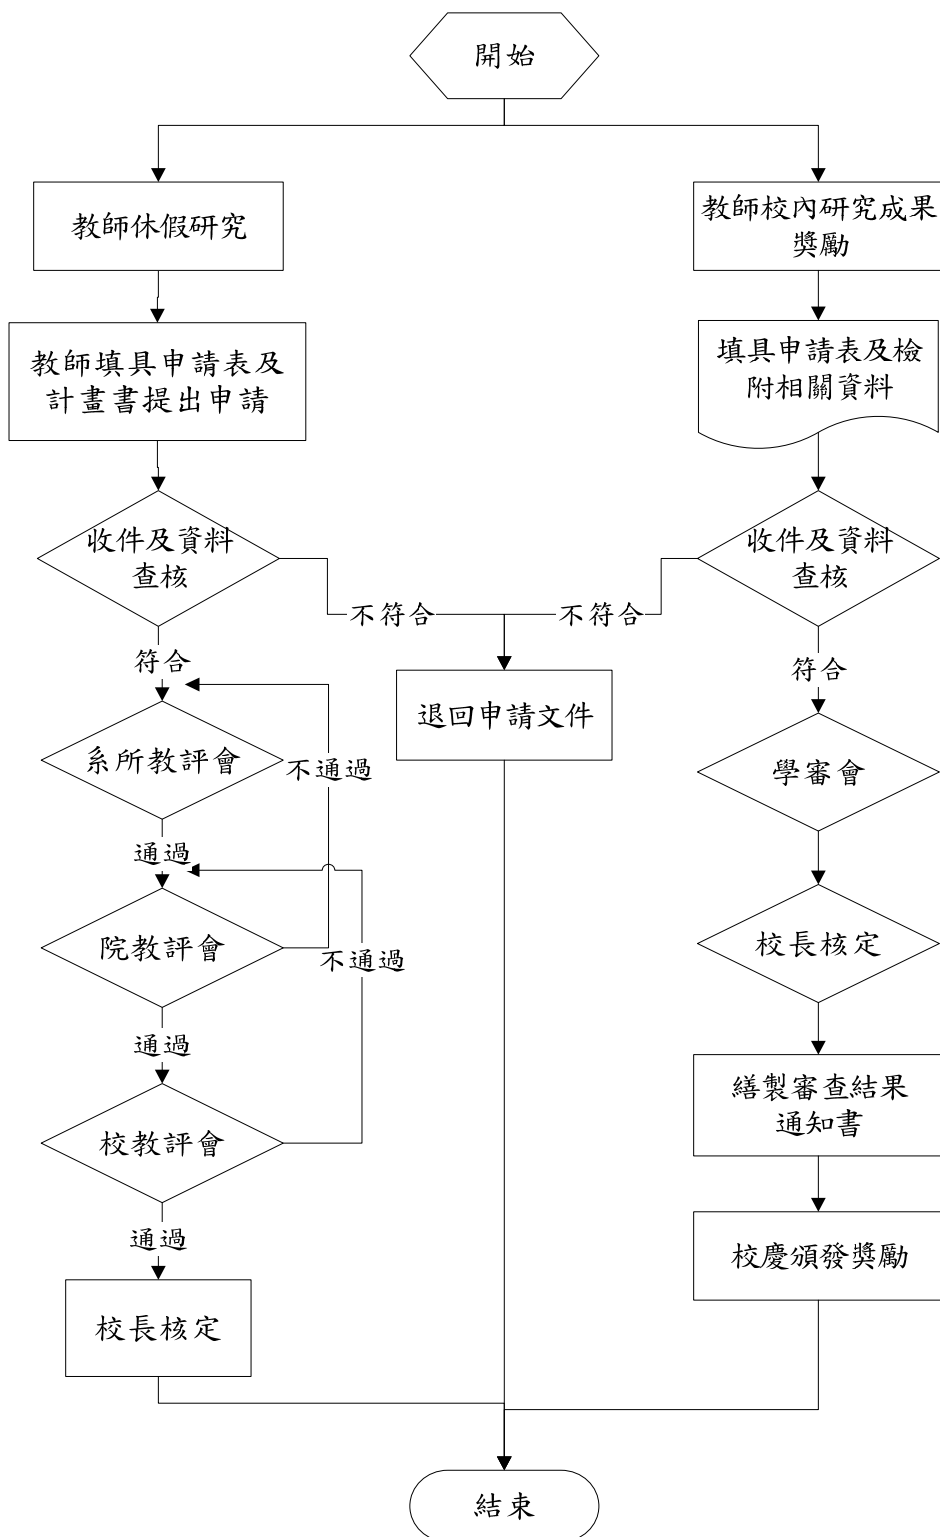 開始
教師休假研究
教師校內研究成果
獎勵
教師填具申請表及
計畫書提出申請
填具申請表及檢
附相關資料
收件及資料
查核
收件及資料
查核
不符合
不符合
符合
符合
退回申請文件
系所教評會
不通過
學審會
通過
院教評會
不通過
校長核定
通過
繕製審查結果
通知書
校教評會
通過
校慶頒發獎勵
校長核定
結束